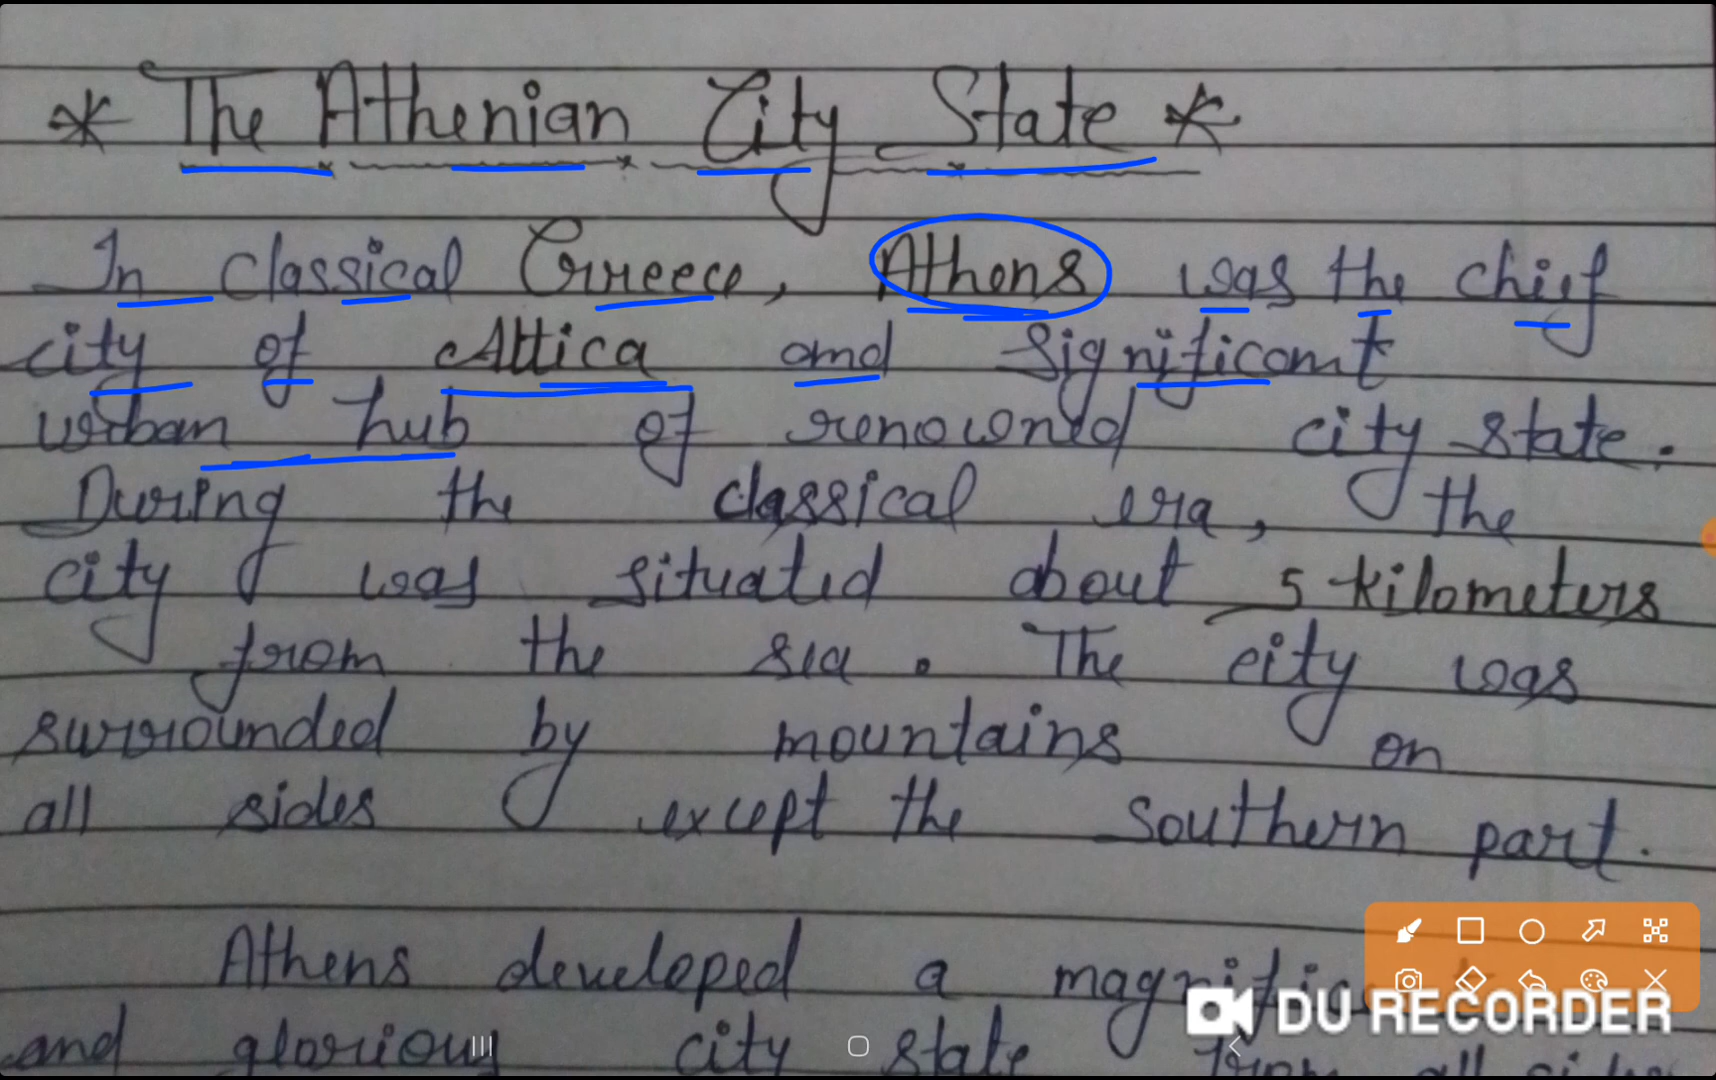 * The Athenian City State *
In classical Greece, Athens was the chief
city of Attica and significant
urban hub of renowned city state.
During the classical era, the
city was situated about 5 kilometers
from the sea. The city was
surrounded by mountains on
all sides except the southern part.
Athens developed a
and glorious city state from all sides
DU RECORDER